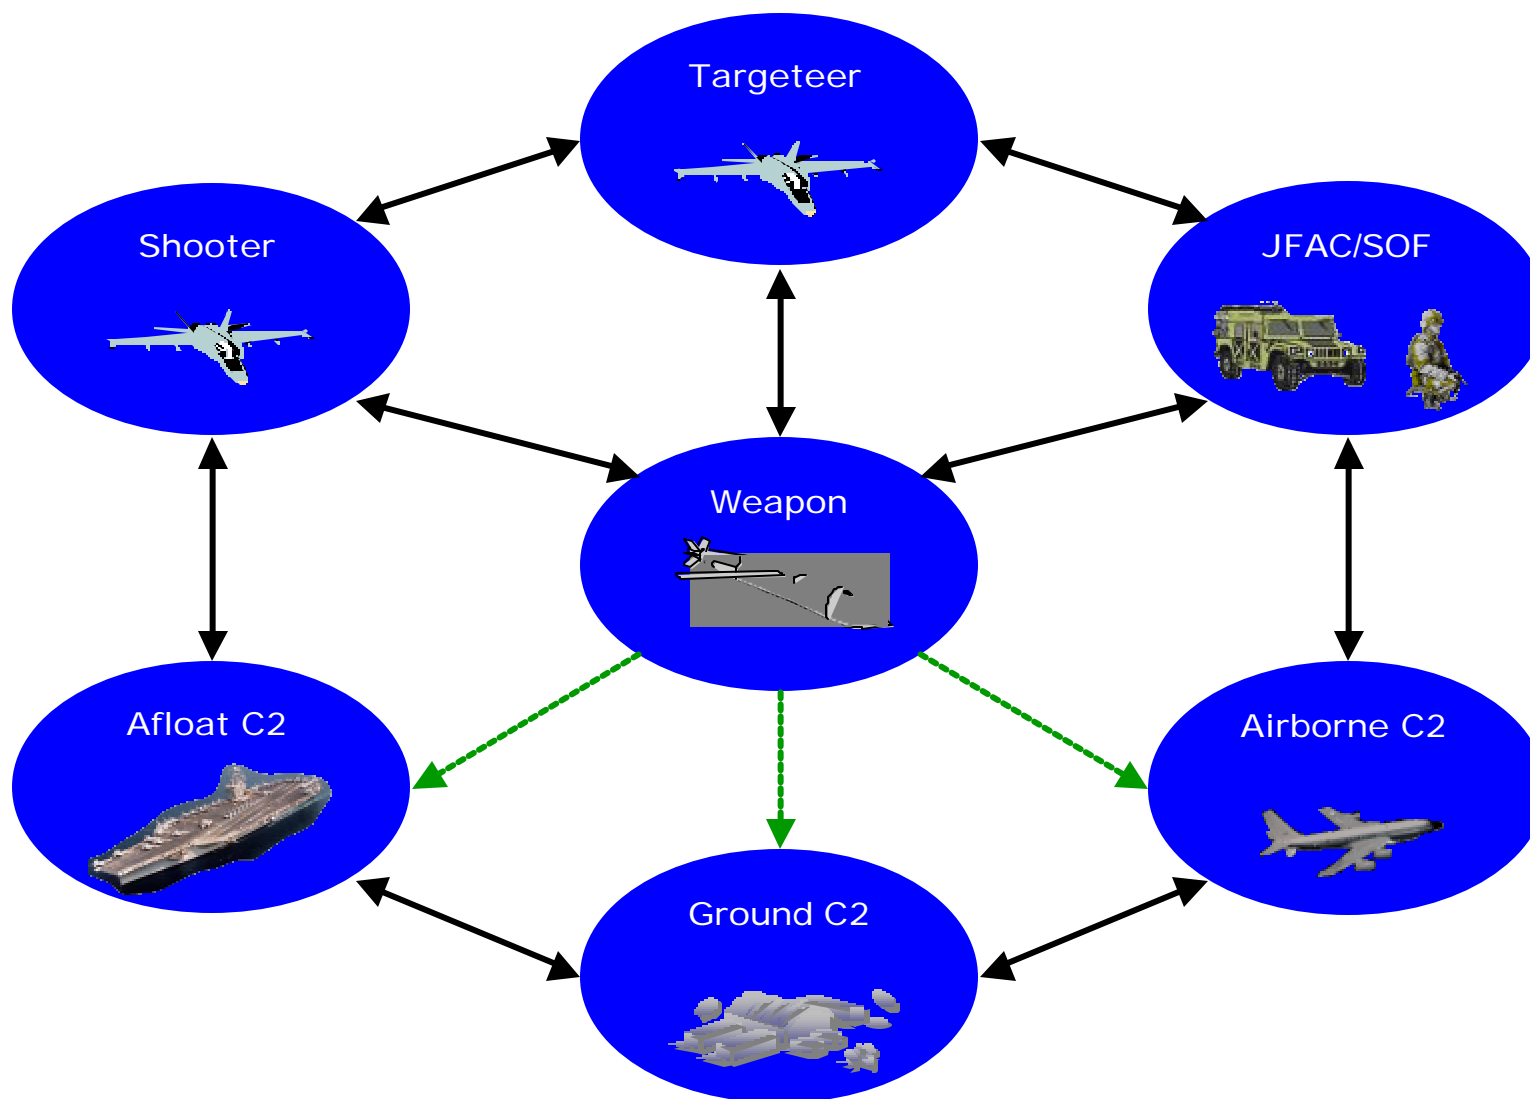 Targeteer
Shooter
JFAC/SOF
Weapon
Afloat C2
Airborne C2
Ground C2